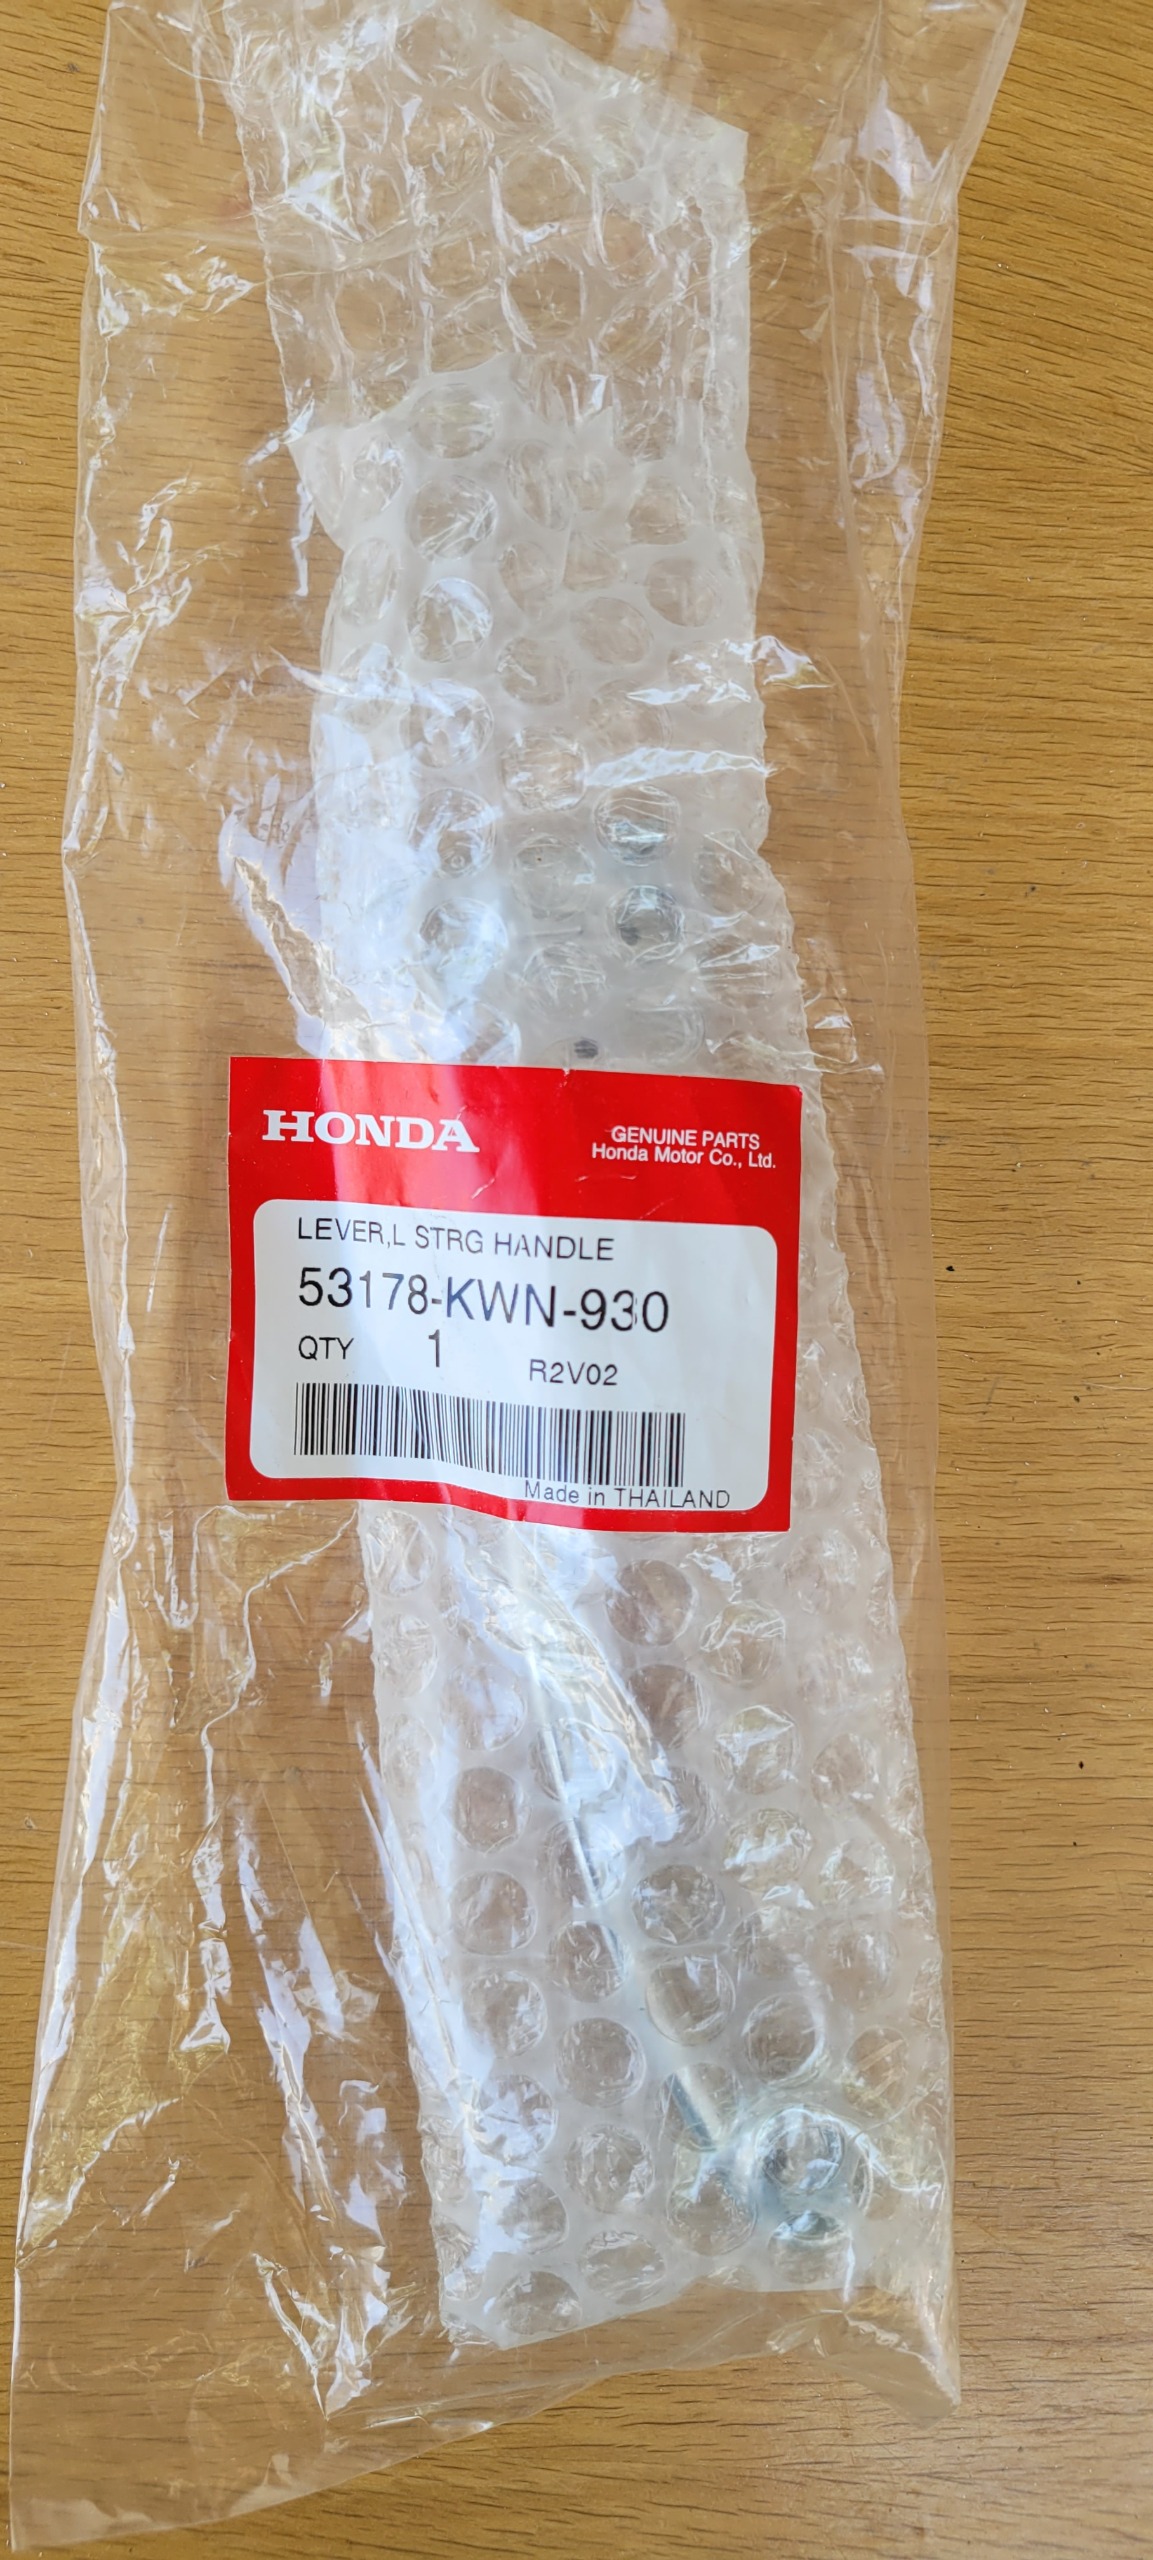 HONDA
GENUINE PARTS
Honda Motor Co., Ltd.
LEVER,L STRG HANDLE
53178-KWN-930
QTY 1
R2V02
Made in THAILAND